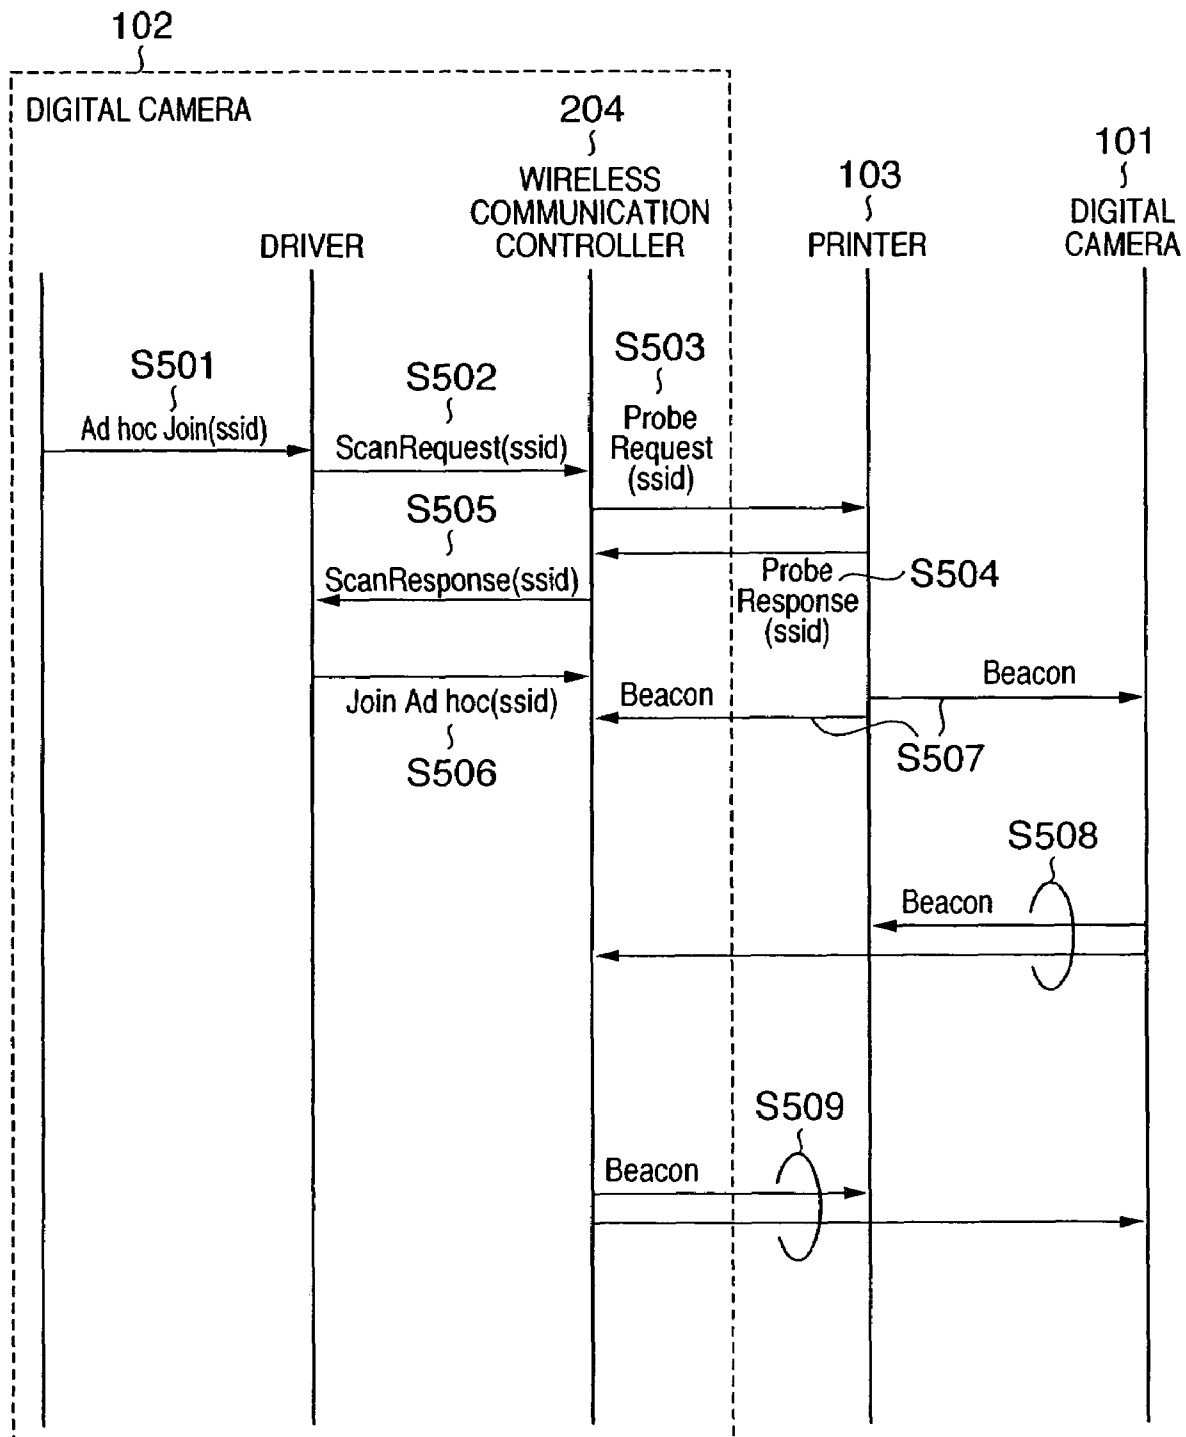 102
DIGITAL CAMERA
204
WIRELESS
COMMUNICATION
CONTROLLER
DRIVER
103
PRINTER
101
DIGITAL
CAMERA
S501
Ad hoc Join(ssid)
S502
ScanRequest(ssid)
S503
Probe
Request
(ssid)
S505
ScanResponse(ssid)
Probe
Response
(ssid)
S504
Join Ad hoc(ssid)
S506
Beacon
Beacon
S507
S508
Beacon
S509
Beacon